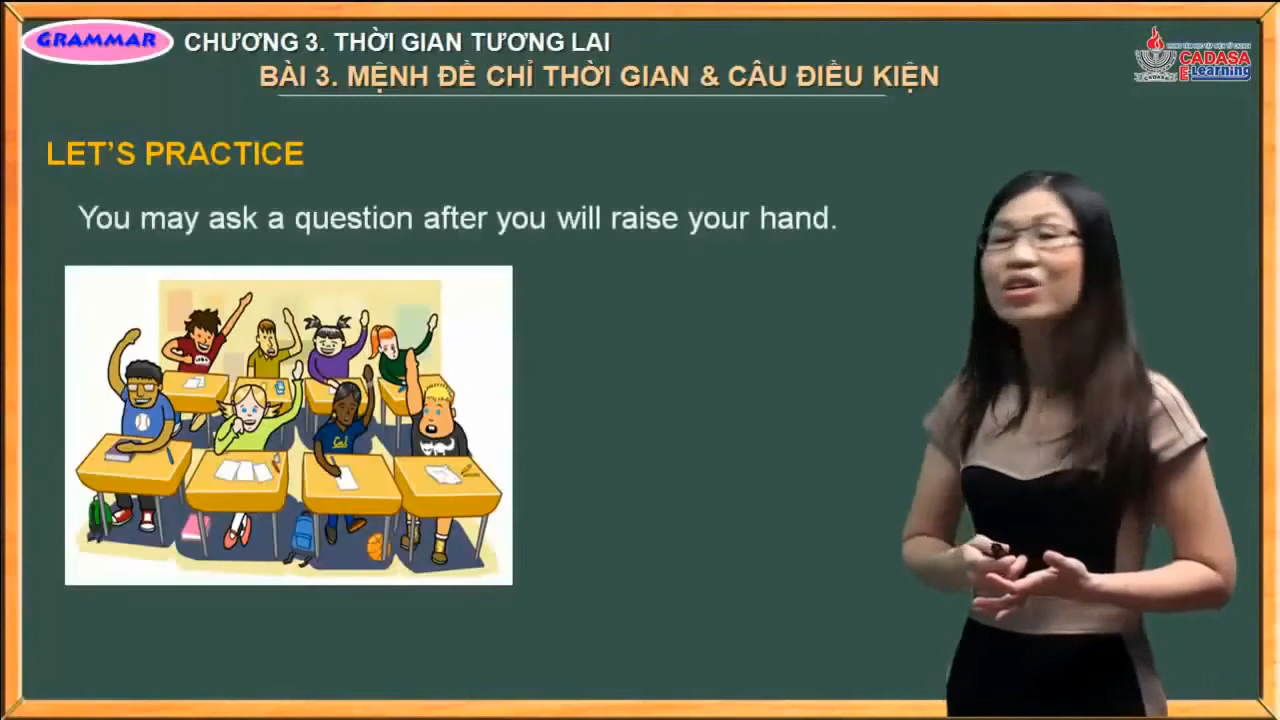 GRAMMAR
CHƯƠNG 3. THỜI GIAN TƯƠNG LAI
BÀI 3. MỆNH ĐỀ CHỈ THỜI GIAN & CÂU ĐIỀU KIỆN
CADASA
E-Learning
LET'S PRACTICE
You may ask a question after you will raise your hand.
Cal